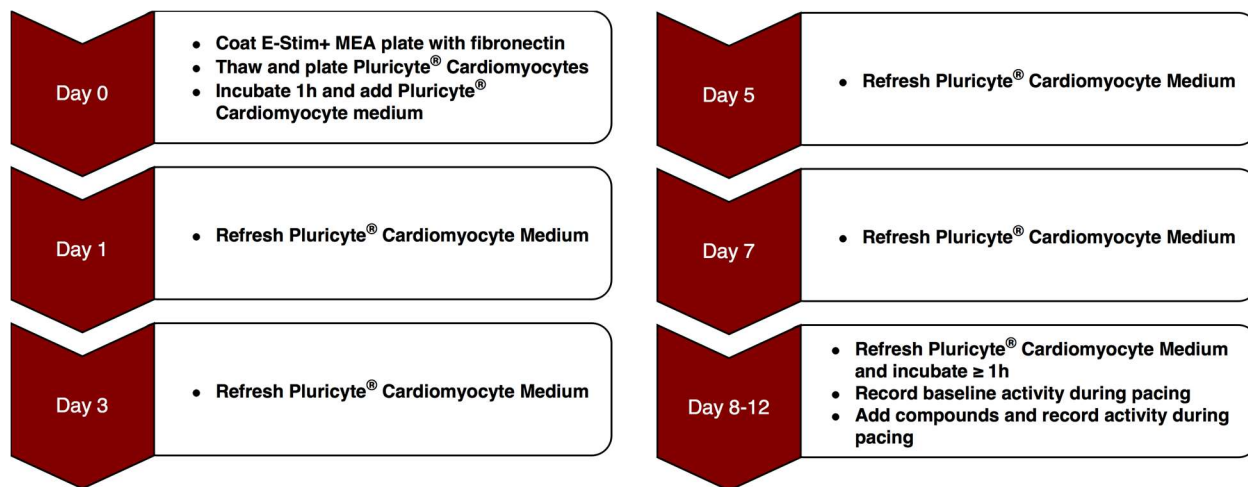 Day 0
• Coat E-Stim+ MEA plate with fibronectin
• Thaw and plate Pluricyte® Cardiomyocytes
• Incubate 1h and add Pluricyte®
Cardiomyocyte medium
Day 1
• Refresh Pluricyte® Cardiomyocyte Medium
Day 3
• Refresh Pluricyte® Cardiomyocyte Medium
Day 5
• Refresh Pluricyte® Cardiomyocyte Medium
Day 7
• Refresh Pluricyte® Cardiomyocyte Medium
Day 8-12
• Refresh Pluricyte® Cardiomyocyte Medium
and incubate ≥ 1h
• Record baseline activity during pacing
• Add compounds and record activity during
pacing